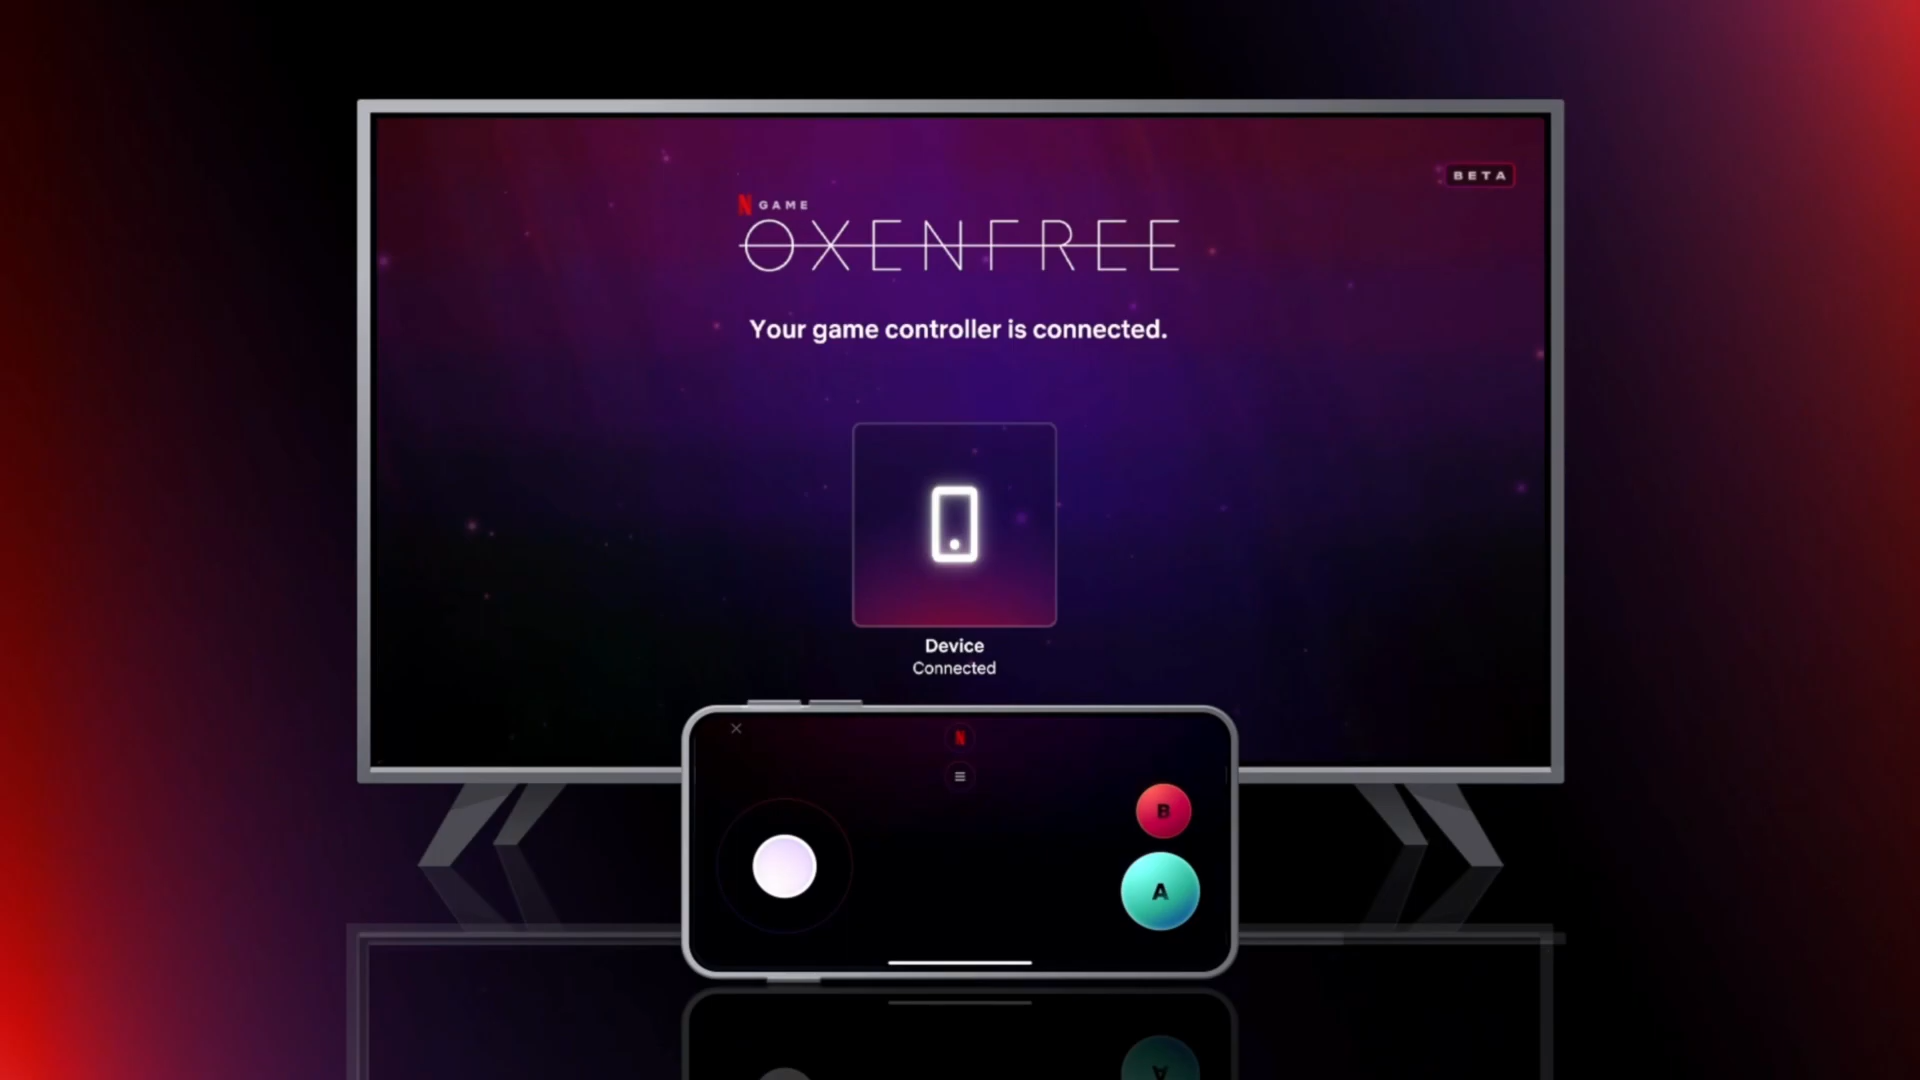 BETA
N GAME
OXENFREE
Your game controller is connected.
Device
Connected
N
B
A